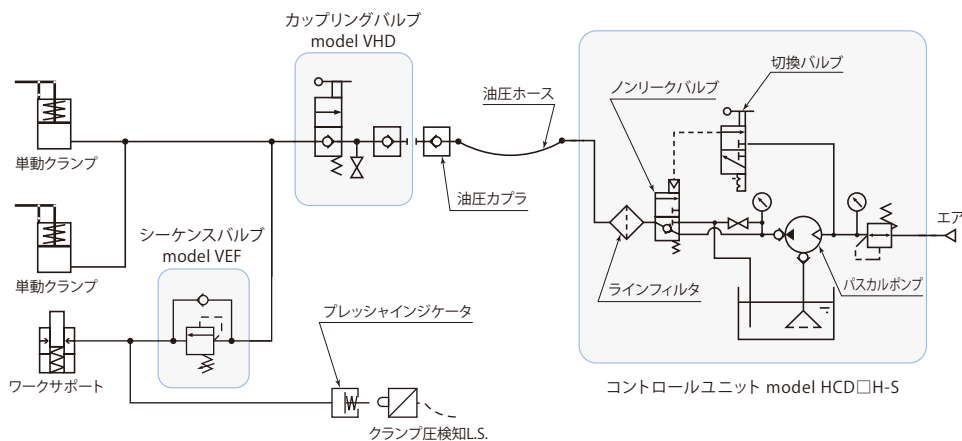 カップリングバルブ
model VHD
切換バルブ
ノンリークバルブ
油圧ホース
単動クランプ
油圧カプラ
エア
シーケンスバルブ
model VEF
単動クランプ
ラインフィルタ
パスカルポンプ
プレッシャインジケータ
ワークサポート
コントロールユニット model HCD□H-S
クランプ圧検知L.S.